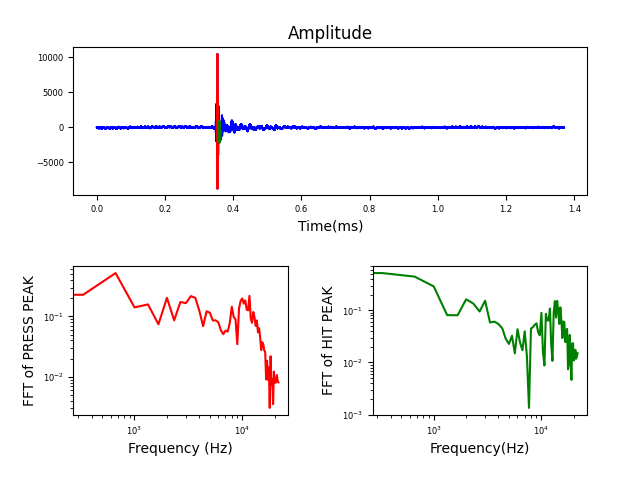 Amplitude
10000
5000
0
−5000
0.0 0.2 0.4 0.6 0.8 1.0 1.2 1.4
Time(ms)
FFT of PRESS PEAK
10⁻¹
10⁻²
10³ 10⁴
Frequency (Hz)
FFT of HIT PEAK
10⁻¹
10⁻²
10⁻³
10³ 10⁴
Frequency(Hz)